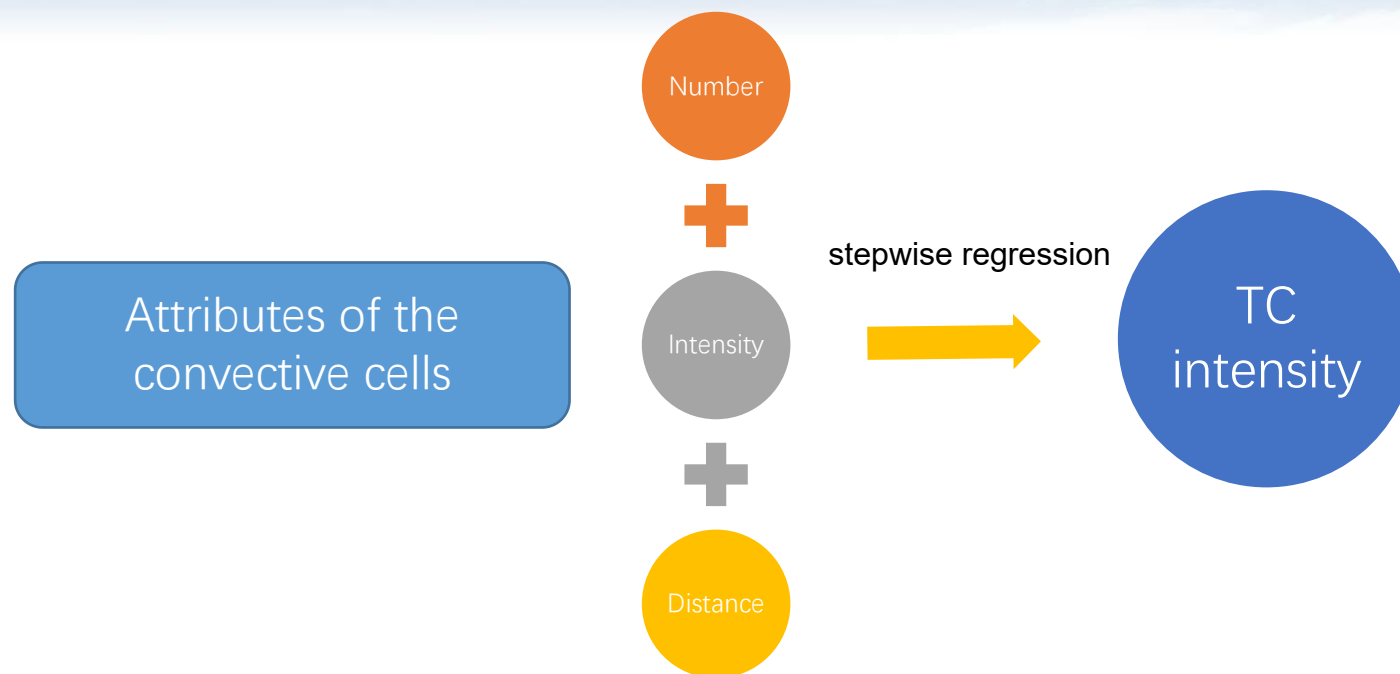 Attributes of the
convective cells
Number
Intensity
Distance
stepwise regression
TC
intensity